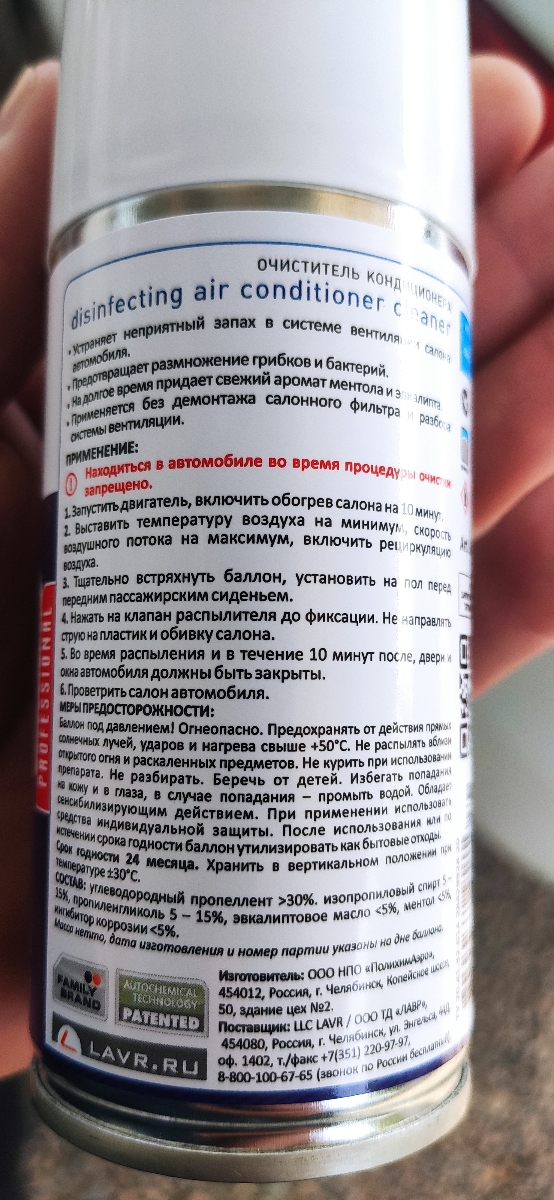 ОЧИСТИТЕЛЬ КОНДИЦИОНЕРА
disinfecting air conditioner cleaner
• Устраняет неприятный запах в системе вентиляции салона
автомобиля.
• Предотвращает размножение грибков и бактерий.
• На долгое время придает свежий аромат ментола и эвкалипта.
• Применяется без демонтажа салонного фильтра и разбора
системы вентиляции.
ПРИМЕНЕНИЕ:
Находиться в автомобиле во время процедуры очистки
запрещено.
1. Запустить двигатель, включить обогрев салона на 10 минут.
2. Выставить температуру воздуха на минимум, скорость
воздушного потока на максимум, включить рециркуляцию
воздуха.
3. Тщательно встряхнуть баллон, установить на пол перед
передним пассажирским сиденьем.
4. Нажать на клапан распылителя до фиксации. Не направлять
струю на пластик и обивку салона.
5. Во время распыления и в течение 10 минут после, двери и
окна автомобиля должны быть закрыты.
6. Проветрить салон автомобиля.
МЕРЫ ПРЕДОСТОРОЖНОСТИ:
Баллон под давлением! Огнеопасно. Предохранять от действия прямых
солнечных лучей, ударов и нагрева свыше +50°С. Не распылять вблизи
открытого огня и раскаленных предметов. Не курить при использовании
препарата. Не разбирать. Беречь от детей. Избегать попадания
на кожу и в глаза, в случае попадания – промыть водой. Обладает
сенсибилизирующим действием. При применении использовать
средства индивидуальной защиты. После использования или по
истечении срока годности баллон утилизировать как бытовые отходы.
Срок годности 24 месяца. Хранить в вертикальном положении при
температуре ±30°С.
СОСТАВ: углеводородный пропеллент >30%. изопропиловый спирт 5 –
15%, пропиленгликоль 5 – 15%, эвкалиптовое масло <5%, ментол <5%,
ингибитор коррозии <5%.
Масса нетто, дата изготовления и номер партии указаны на дне баллона.
Изготовитель: ООО НПО «ПолихимАэро»,
454012, Россия, г. Челябинск, Копейское шоссе,
50, здание цех №2.
Поставщик: LLC LAVR / ООО ТД «ЛАВР»,
454080, Россия, г. Челябинск, ул. Энгельса,
оф. 1402, т./факс +7(351) 220-97-97,
8-800-100-67-65 (звонок по России бесплатный)
FAMILY
BRAND
AUTOCHEMICAL
TECHNOLOGY
PATENTED
LAVR.RU
PROFESSIONAL